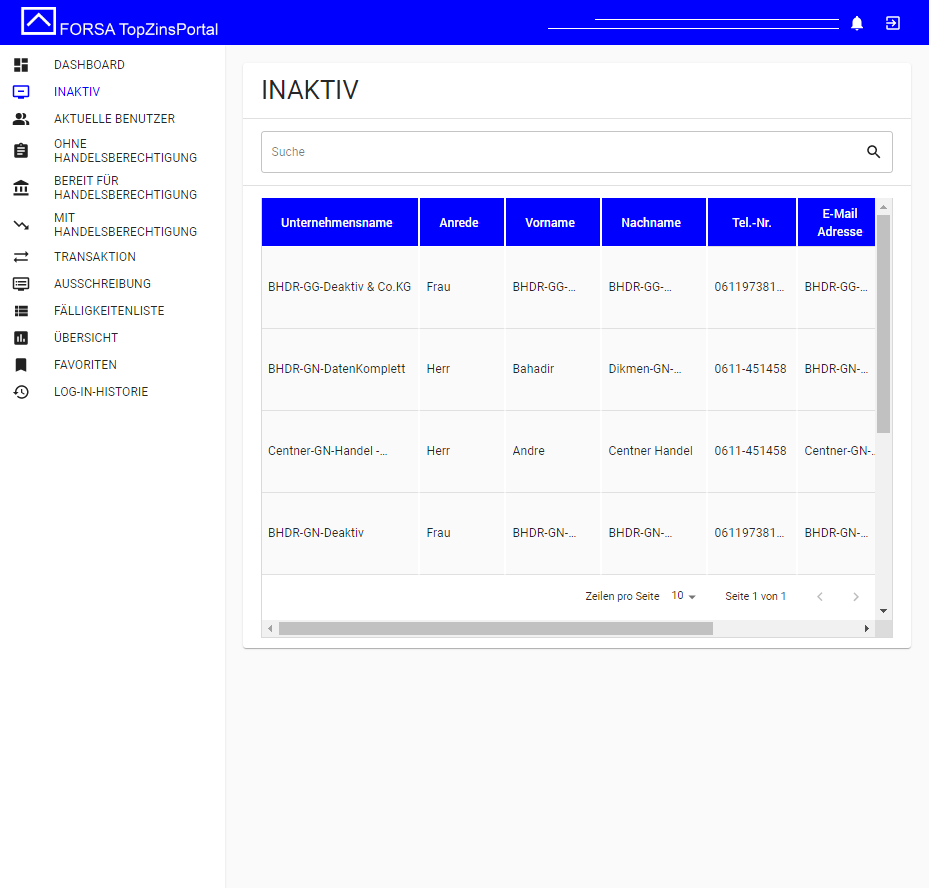 FORSA TopZinsPortal
DASHBOARD
INAKTIV
AKTUELLE BENUTZER
OHNE
HANDELSBERECHTIGUNG
BEREIT FÜR
HANDELSBERECHTIGUNG
MIT
HANDELSBERECHTIGUNG
TRANSAKTION
AUSSCHREIBUNG
FÄLLIGKEITENLISTE
ÜBERSICHT
FAVORITEN
LOG-IN-HISTORIE
INAKTIV
Suche
Unternehmensname Anrede Vorname Nachname Tel.-Nr. E-Mail Adresse
BHDR-GG-Deaktiv & Co.KG Frau BHDR-GG-... BHDR-GG-...061197381... BHDR-GG-...
BHDR-GN-DatenKomplett Herr Bahadir Dikmen-GN-... 0611-451458 BHDR-GN-...
Centner-GN-Handel -... Herr Andre Centner Handel 0611-451458 Centner-GN-..
BHDR-GN-Deaktiv Frau BHDR-GN-... BHDR-GN-... 061197381... BHDR-GN-...
Zeilen pro Seite 10 Seite 1 von 1